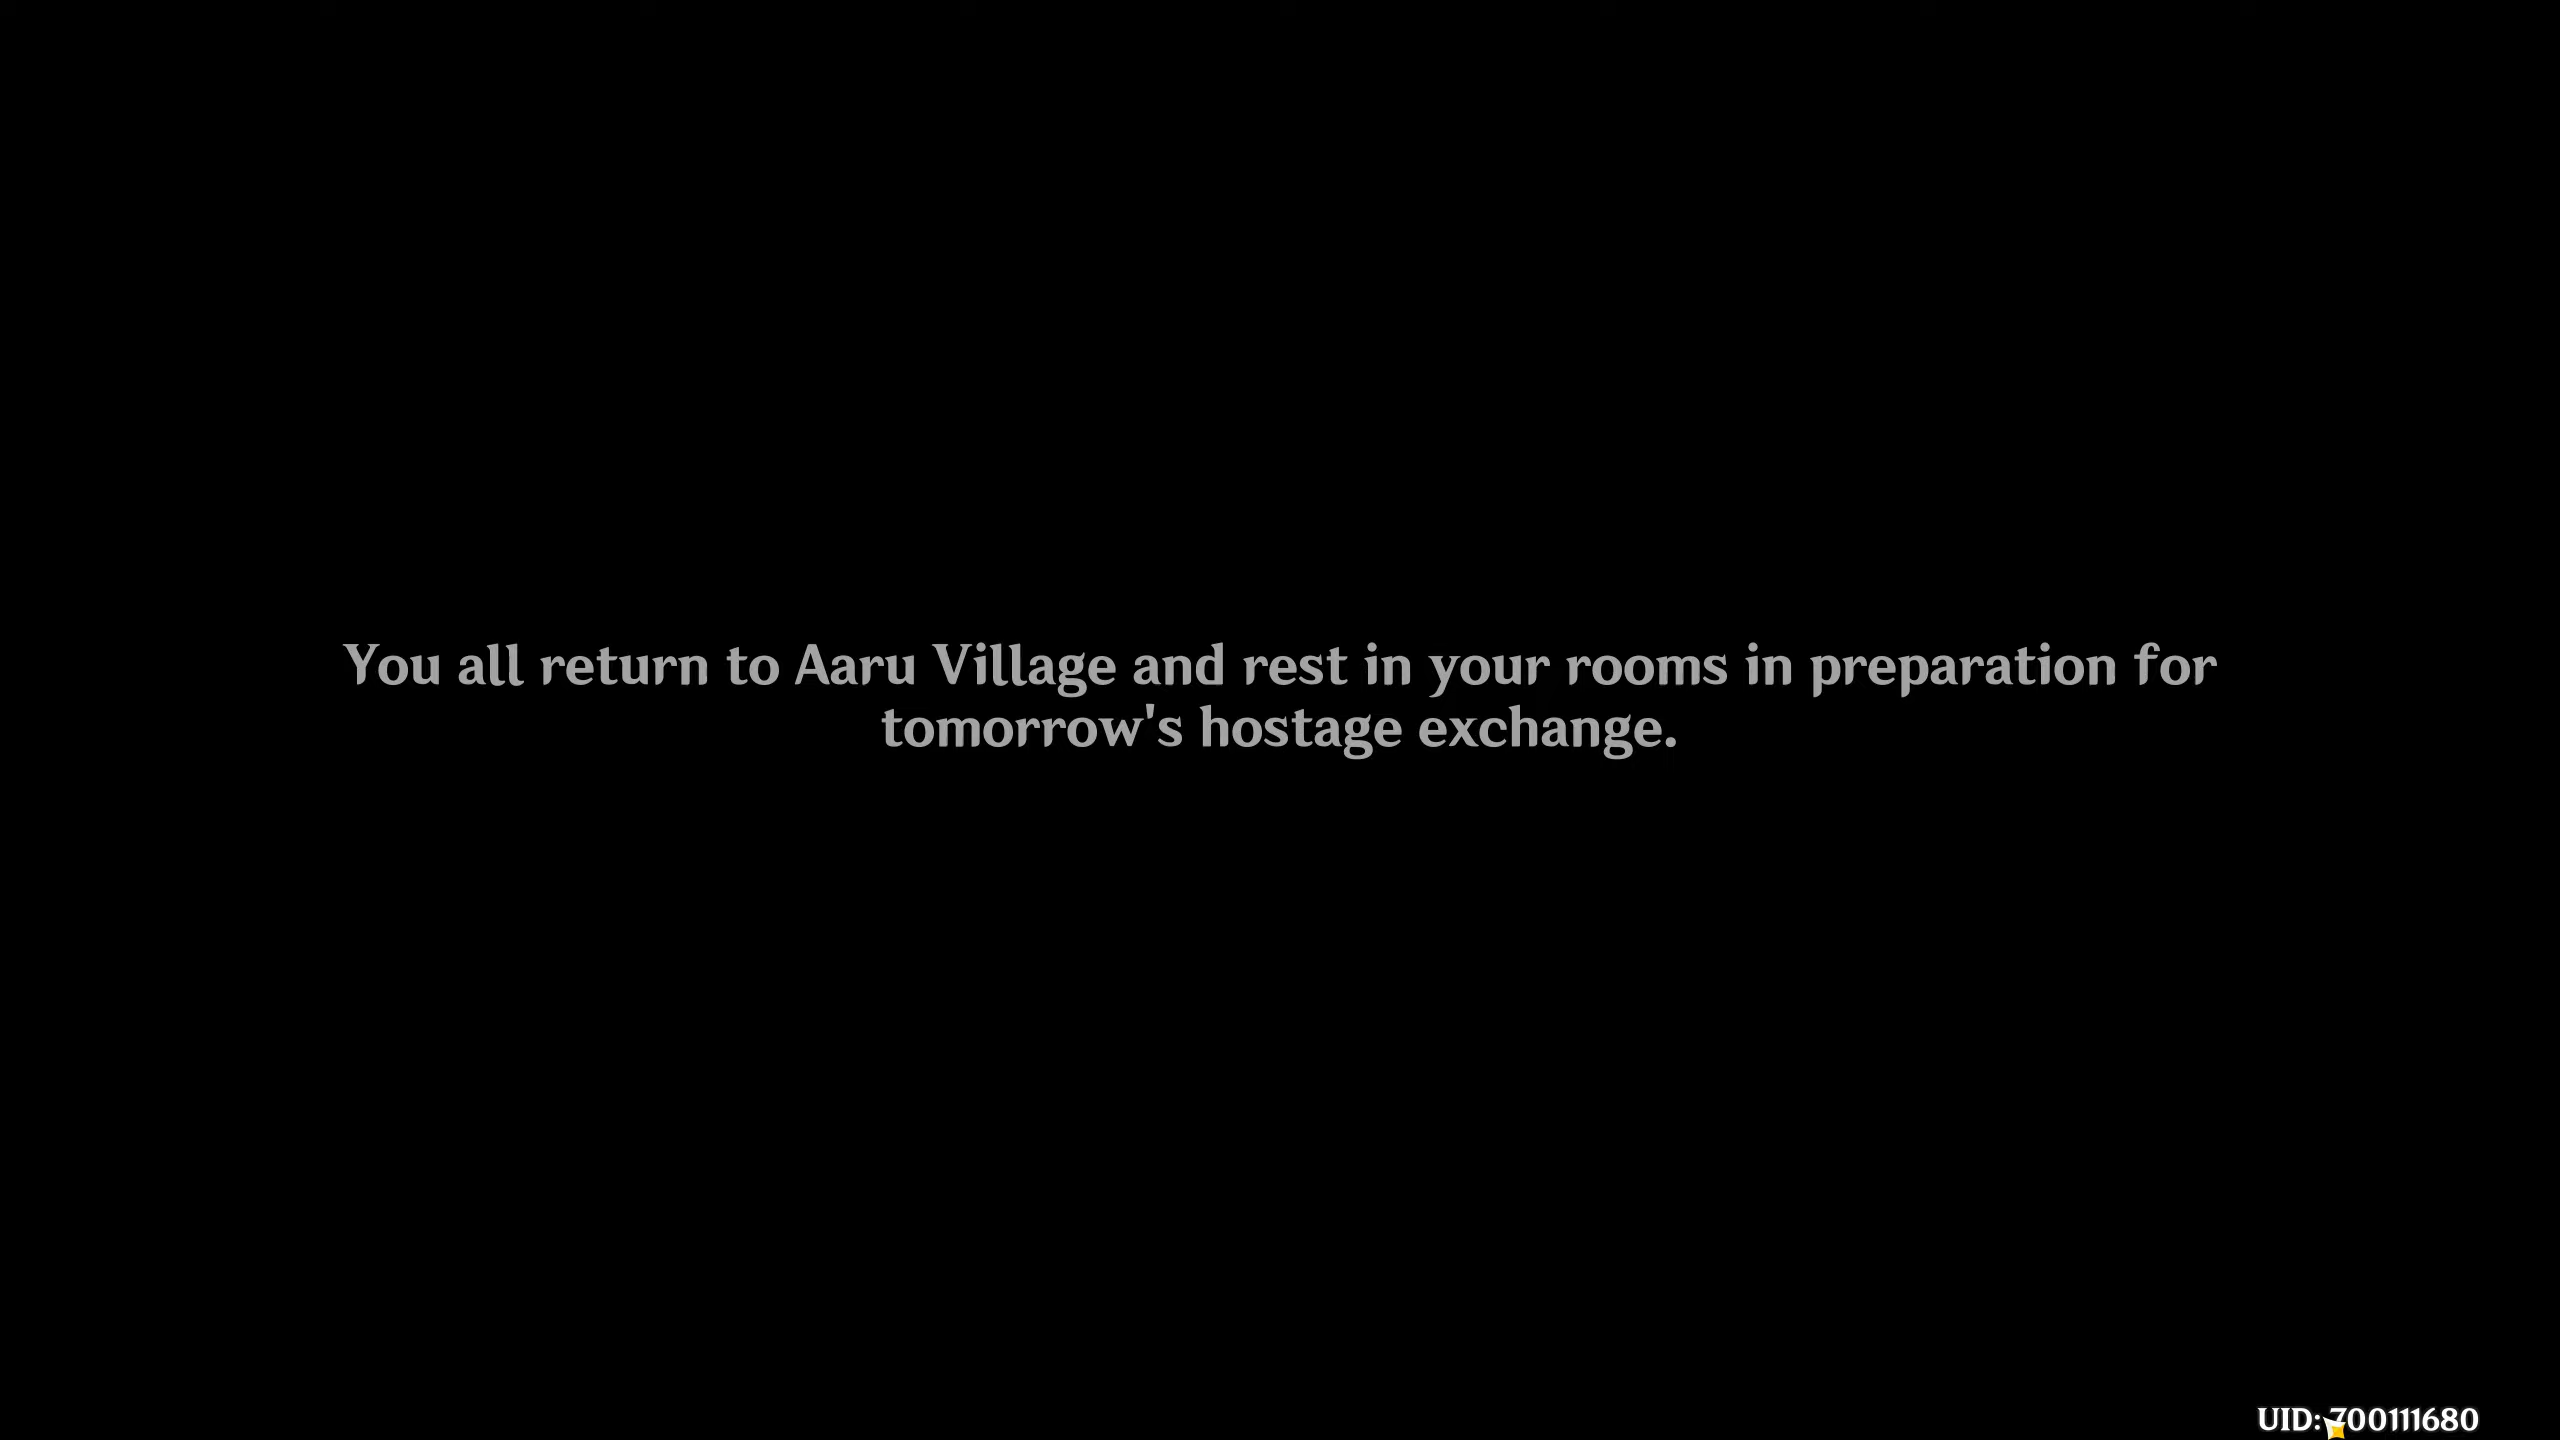 You all return to Aaru Village and rest in your rooms in preparation for
tomorrow's hostage exchange.
UID: 700111680